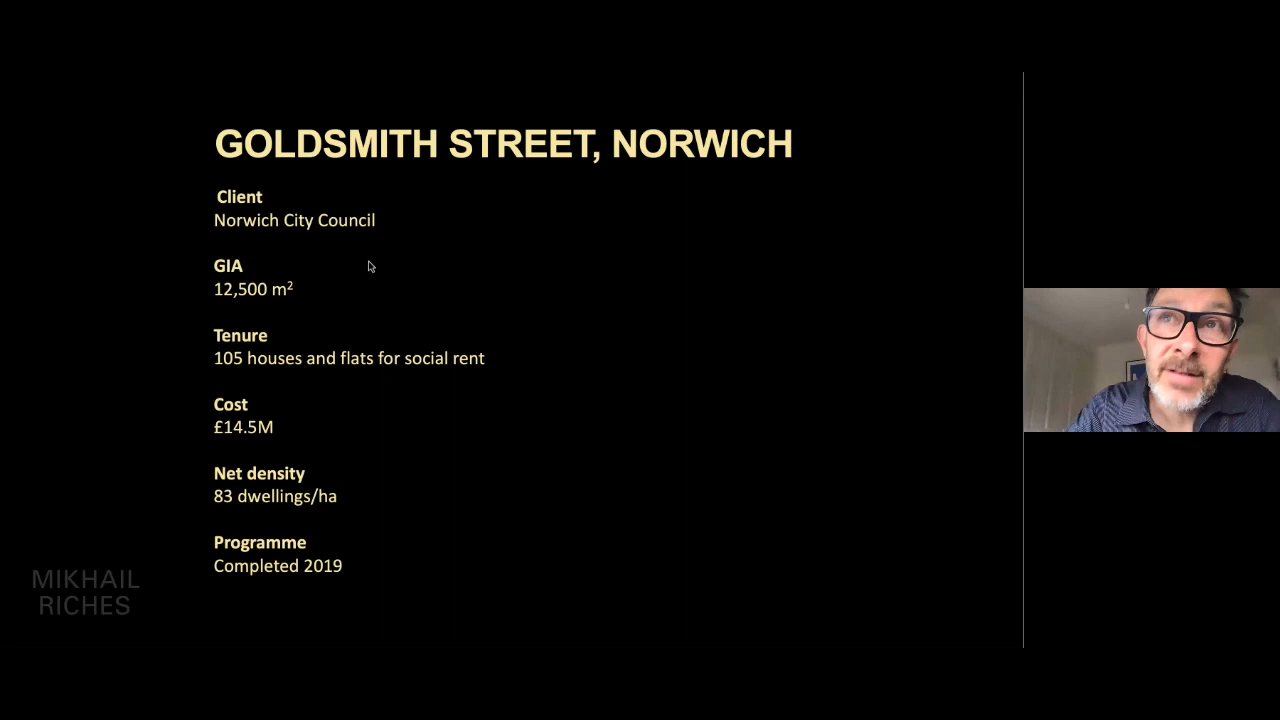 GOLDSMITH STREET, NORWICH
Client
Norwich City Council
GIA
12,500 m²
Tenure
105 houses and flats for social rent
Cost
£14.5M
Net density
83 dwellings/ha
Programme
Completed 2019
MIKHAIL
RICHES